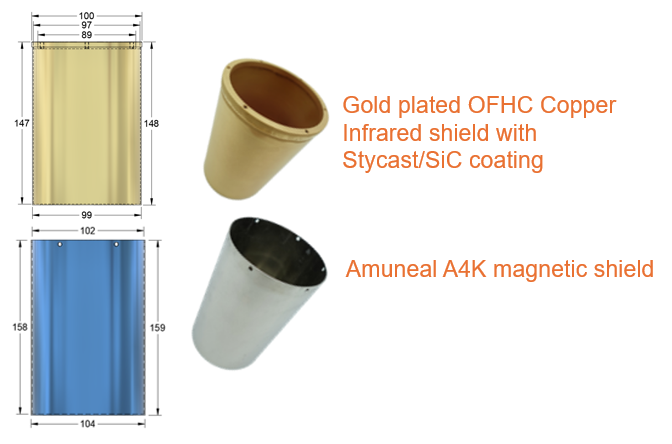 100
97
89
147
148
99
Gold plated OFHC Copper
Infrared shield with
Stycast/SiC coating
102
158
159
104
Amuneal A4K magnetic shield